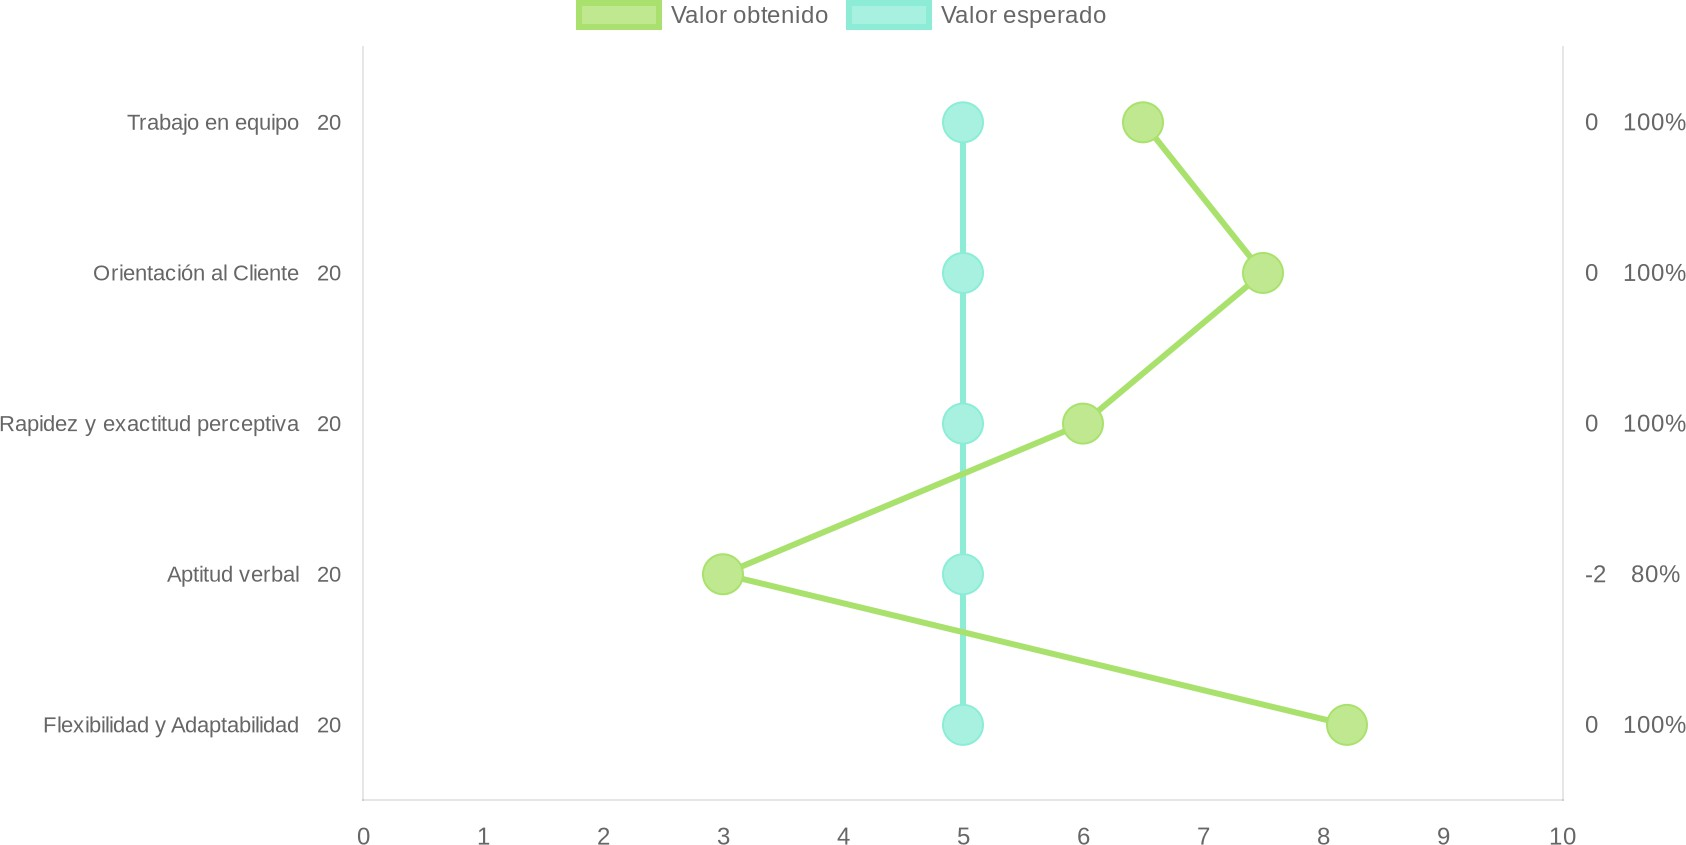 Valor obtenido Valor esperado
Trabajo en equipo 20 0 100%
Orientación al Cliente 20 0 100%
Rapidez y exactitud perceptiva 20 0 100%
Aptitud verbal 20 -2 80%
Flexibilidad y Adaptabilidad 20 0 100%
0 1 2 3 4 5 6 7 8 9 10